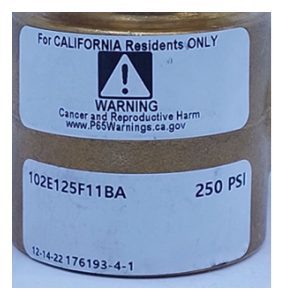 For CALIFORNIA Residents ONLY
WARNING
Cancer and Reproductive Harm
www.P65Warnings.ca.gov
102E125F11BA 250 PSI
12-14-22 176193-4-1